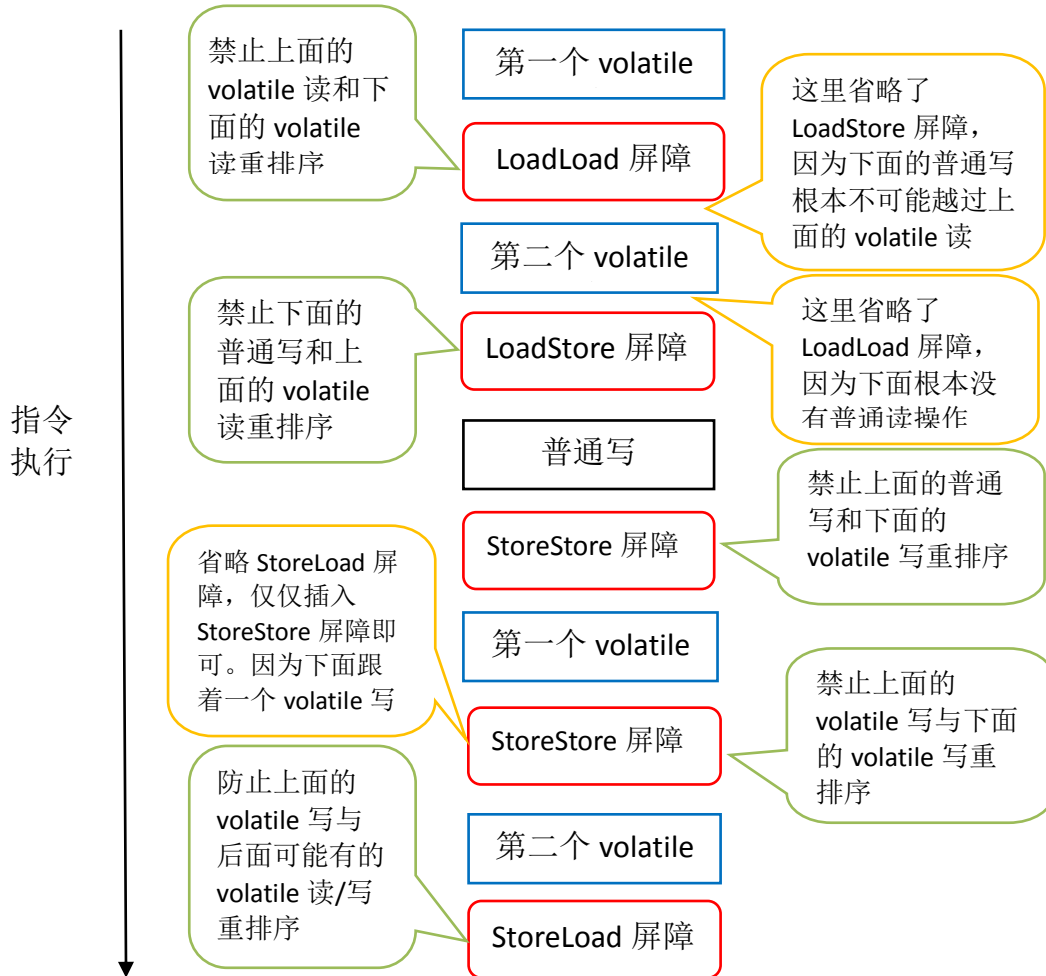 禁止上面的
volatile 读和下
面的 volatile
读重排序
第一个 volatile
LoadLoad 屏障
这里省略了
LoadStore 屏障，
因为下面的普通写
根本不可能越过上
面的 volatile 读
第二个 volatile
禁止下面的
普通写和上
面的 volatile
读重排序
LoadStore 屏障
这里省略了
LoadLoad 屏障，
因为下面根本没
有普通读操作
指令
执行
普通写
禁止上面的普通
写和下面的
volatile 写重排序
StoreStore 屏障
省略 StoreLoad 屏
障，仅仅插入
StoreStore 屏障即
可。因为下面跟
着一个 volatile 写
第一个 volatile
禁止上面的
volatile 写与下面
的 volatile 写重
排序
StoreStore 屏障
防止上面的
volatile 写与
后面可能有的
volatile 读/写
重排序
第二个 volatile
StoreLoad 屏障